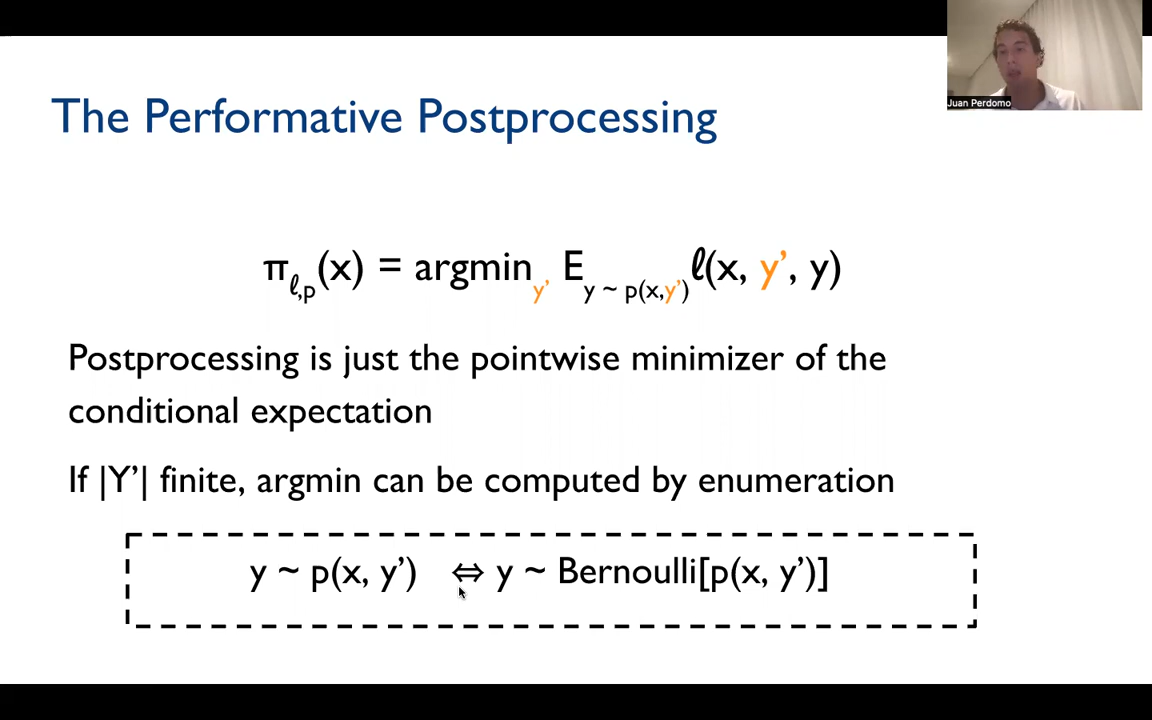 Juan Perdomo
The Performative Postprocessing
π_{ℓ,p}(x) = argmin_{y'} E_{y ~ p(x,y')} ℓ(x, y', y)
Postprocessing is just the pointwise minimizer of the
conditional expectation
If |Y'| finite, argmin can be computed by enumeration
y ~ p(x, y') ⇔ y ~ Bernoulli[p(x, y')]